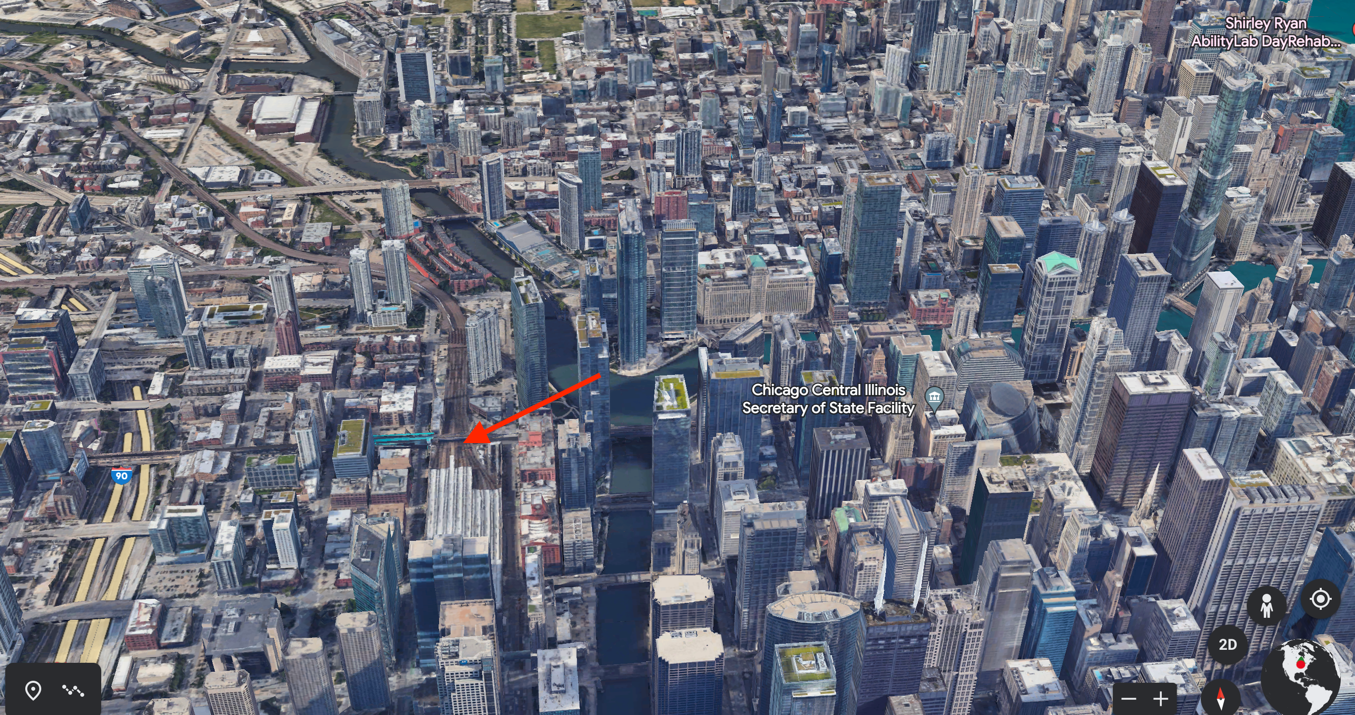 Shirley Ryan
AbilityLab DayRehab...
Chicago Central Illinois
Secretary of State Facility
90
2D